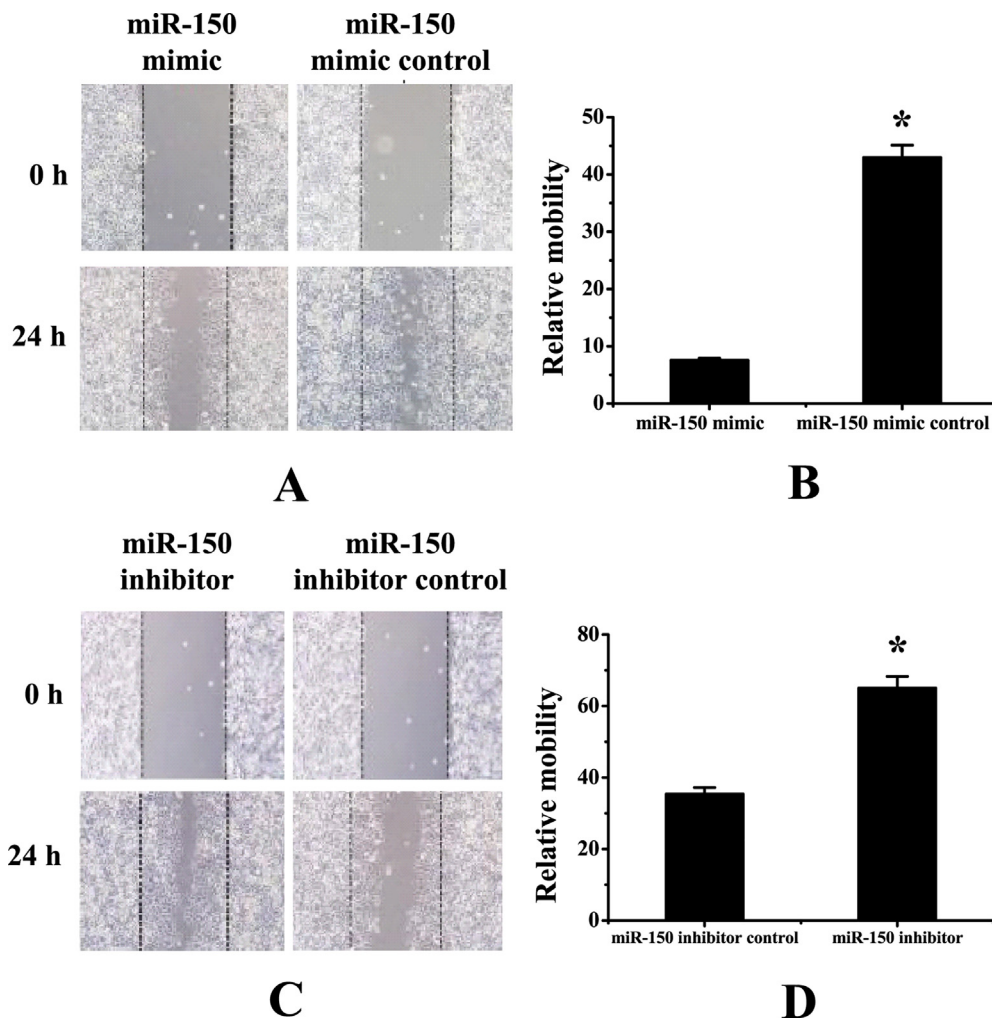 miR-150
mimic
miR-150
mimic control
0 h
24 h
A
Relative mobility
50
40
30
20
10
0
*
miR-150 mimic
miR-150 mimic control
B
miR-150
inhibitor
miR-150
inhibitor control
0 h
24 h
C
Relative mobility
80
60
40
20
0
*
miR-150 inhibitor control
miR-150 inhibitor
D